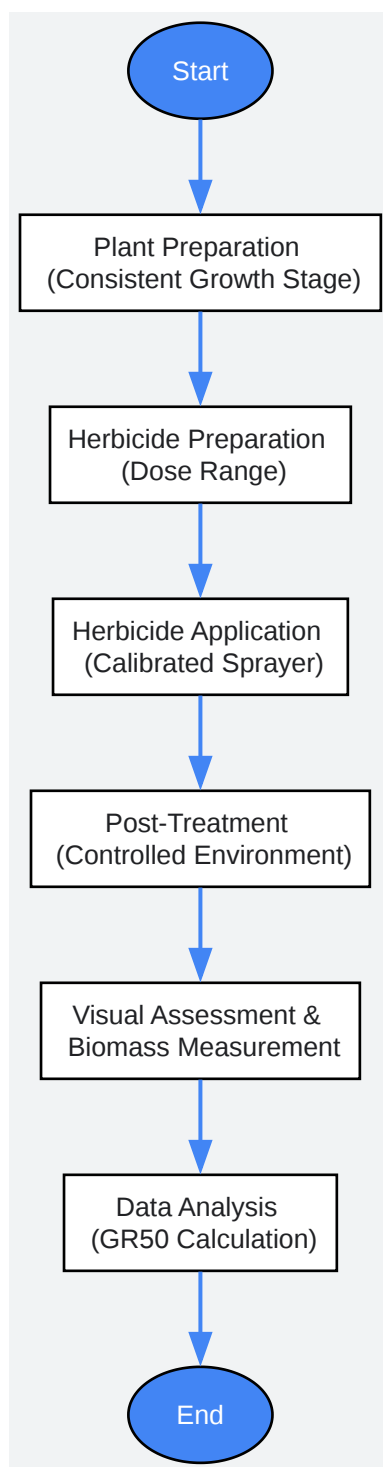 Start
Plant Preparation
(Consistent Growth Stage)
Herbicide Preparation
(Dose Range)
Herbicide Application
(Calibrated Sprayer)
Post-Treatment
(Controlled Environment)
Visual Assessment &
Biomass Measurement
Data Analysis
(GR50 Calculation)
End